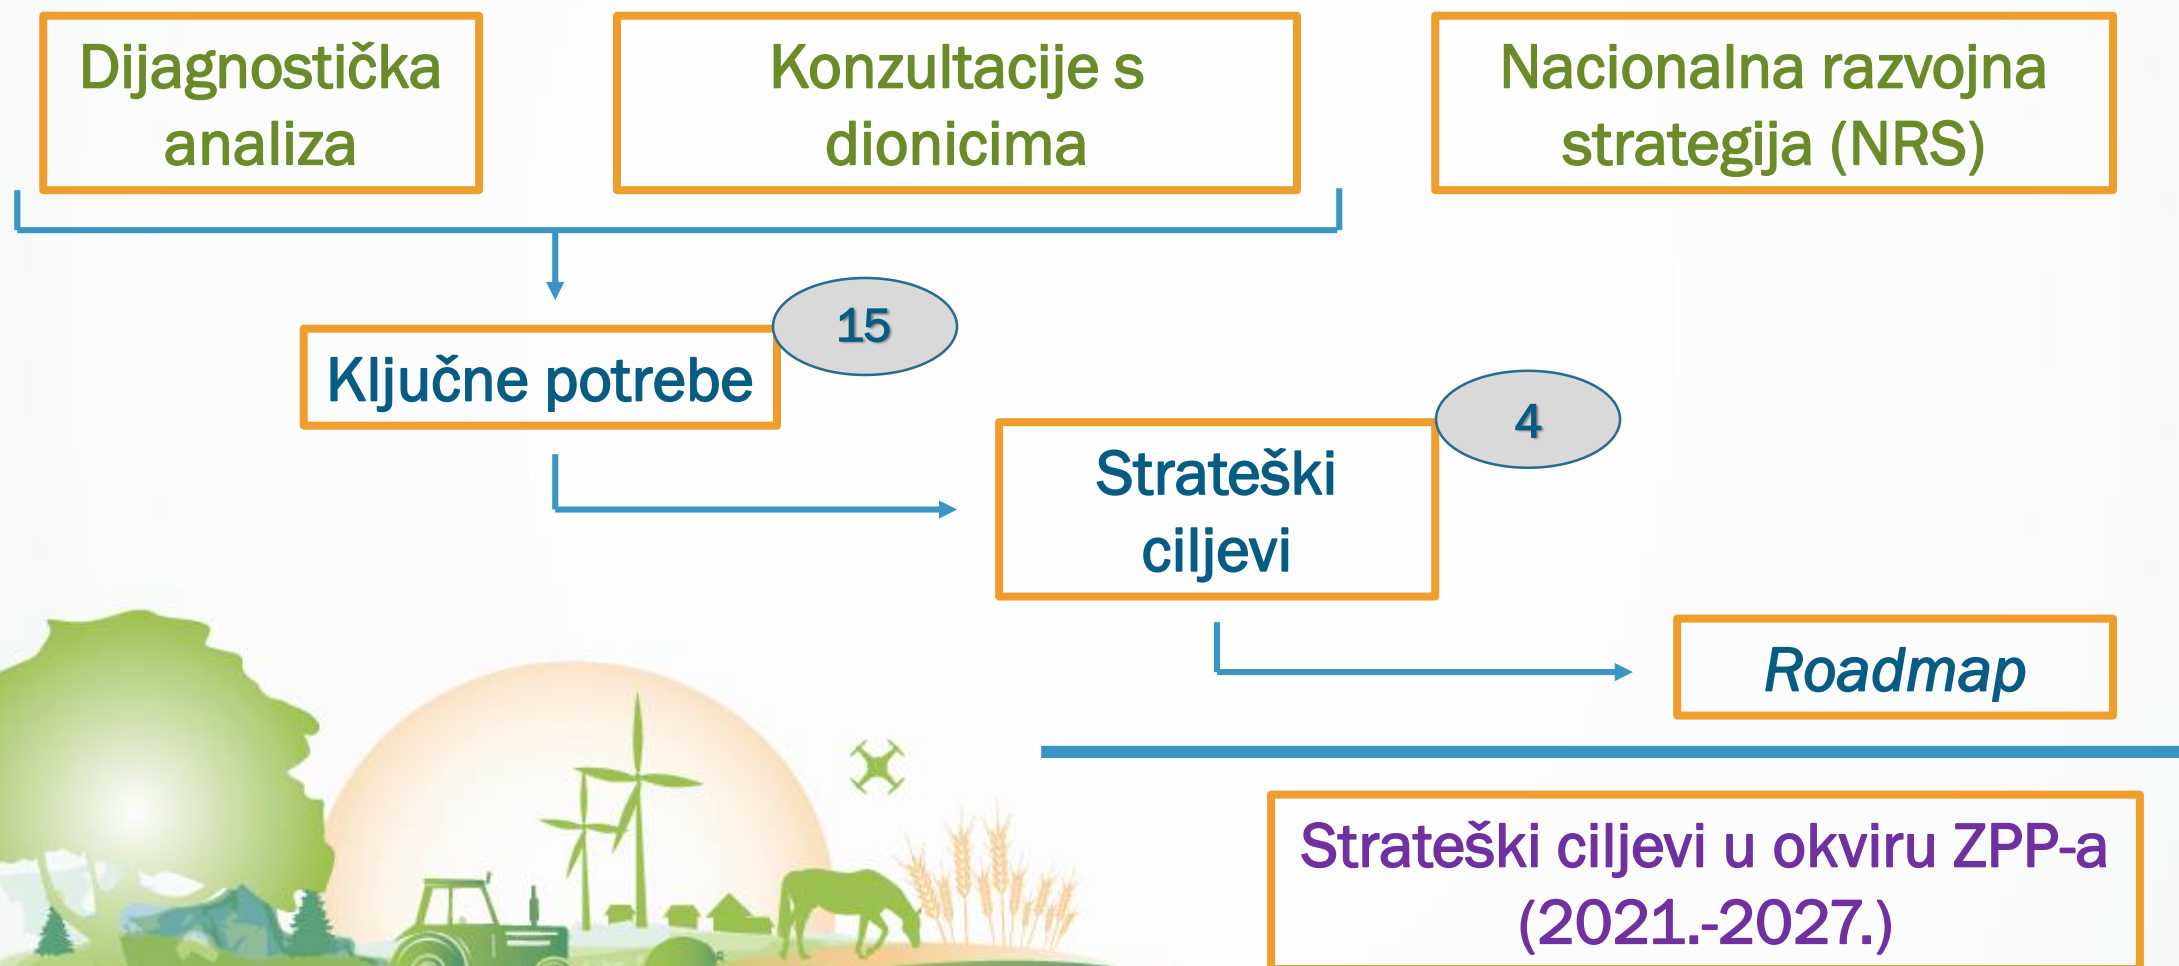 Dijagnostička
analiza
Konzultacije s
dionicima
Nacionalna razvojna
strategija (NRS)
15
Ključne potrebe
4
Strateški
ciljevi
Roadmap
Strateški ciljevi u okviru ZPP-a
(2021.-2027.)